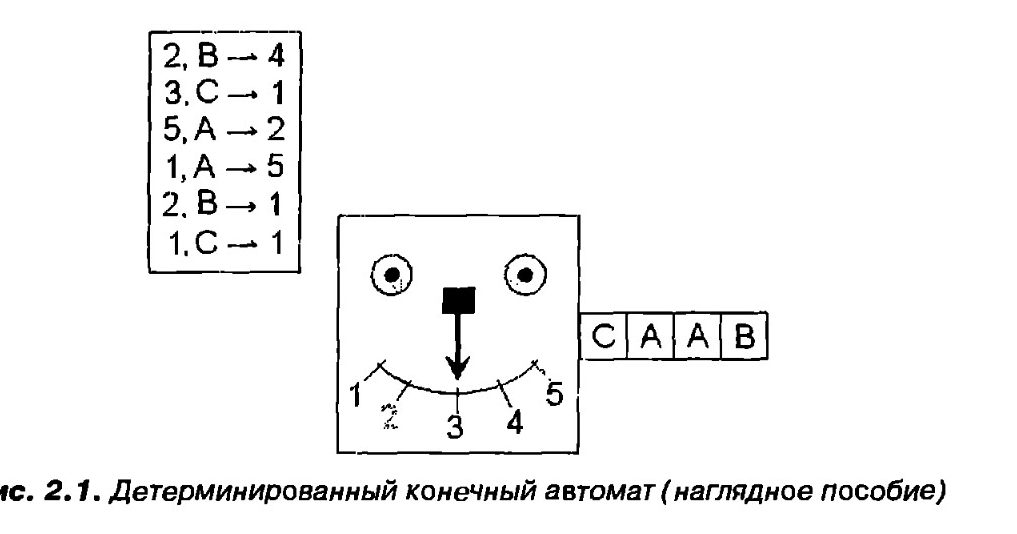 2, B → 4
3, C → 1
5, A → 2
1, A → 5
2, B → 1
1, C → 1
C A A B
1 2 3 4 5
ис. 2.1. Детерминированный конечный автомат (наглядное пособие)